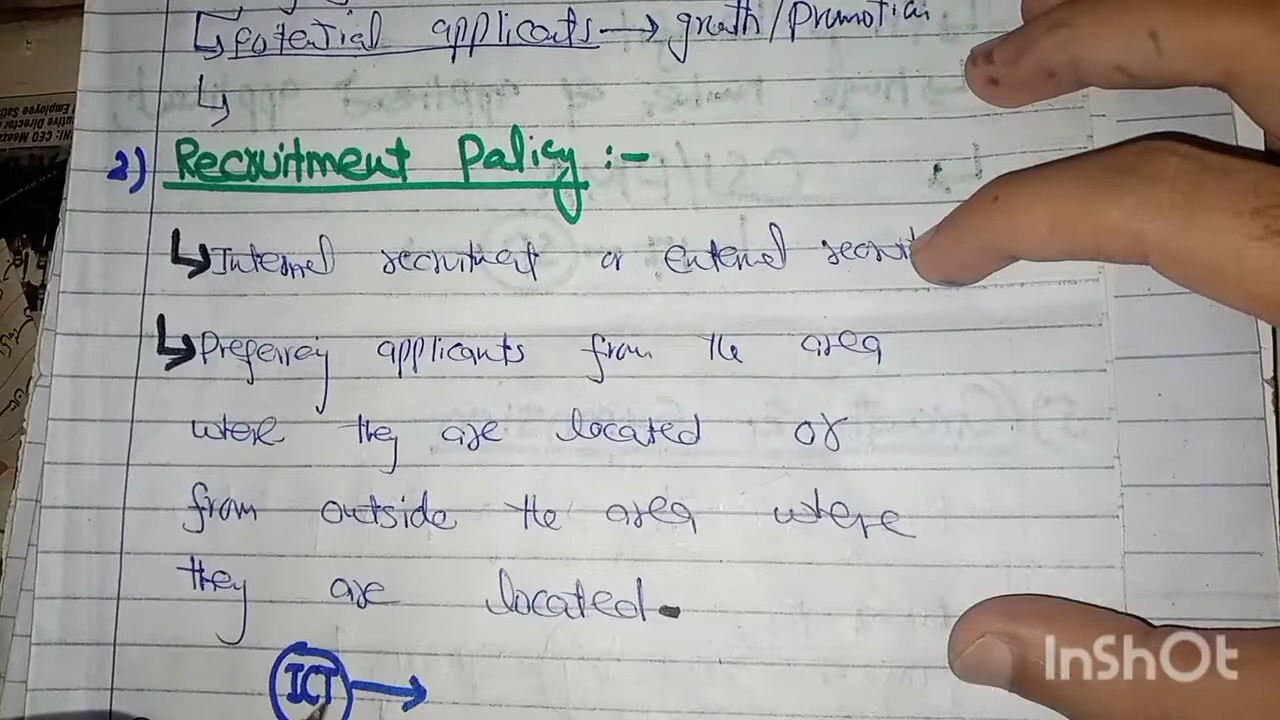 ↳ Potential applicants → growth/promotion
↳
2) Recruitment Policy :-
↳ Internal recruitment or external recruit
↳ Preferring applicants from the area
where they are located or
from outside the area where
they are located.
ICT →
InShOt